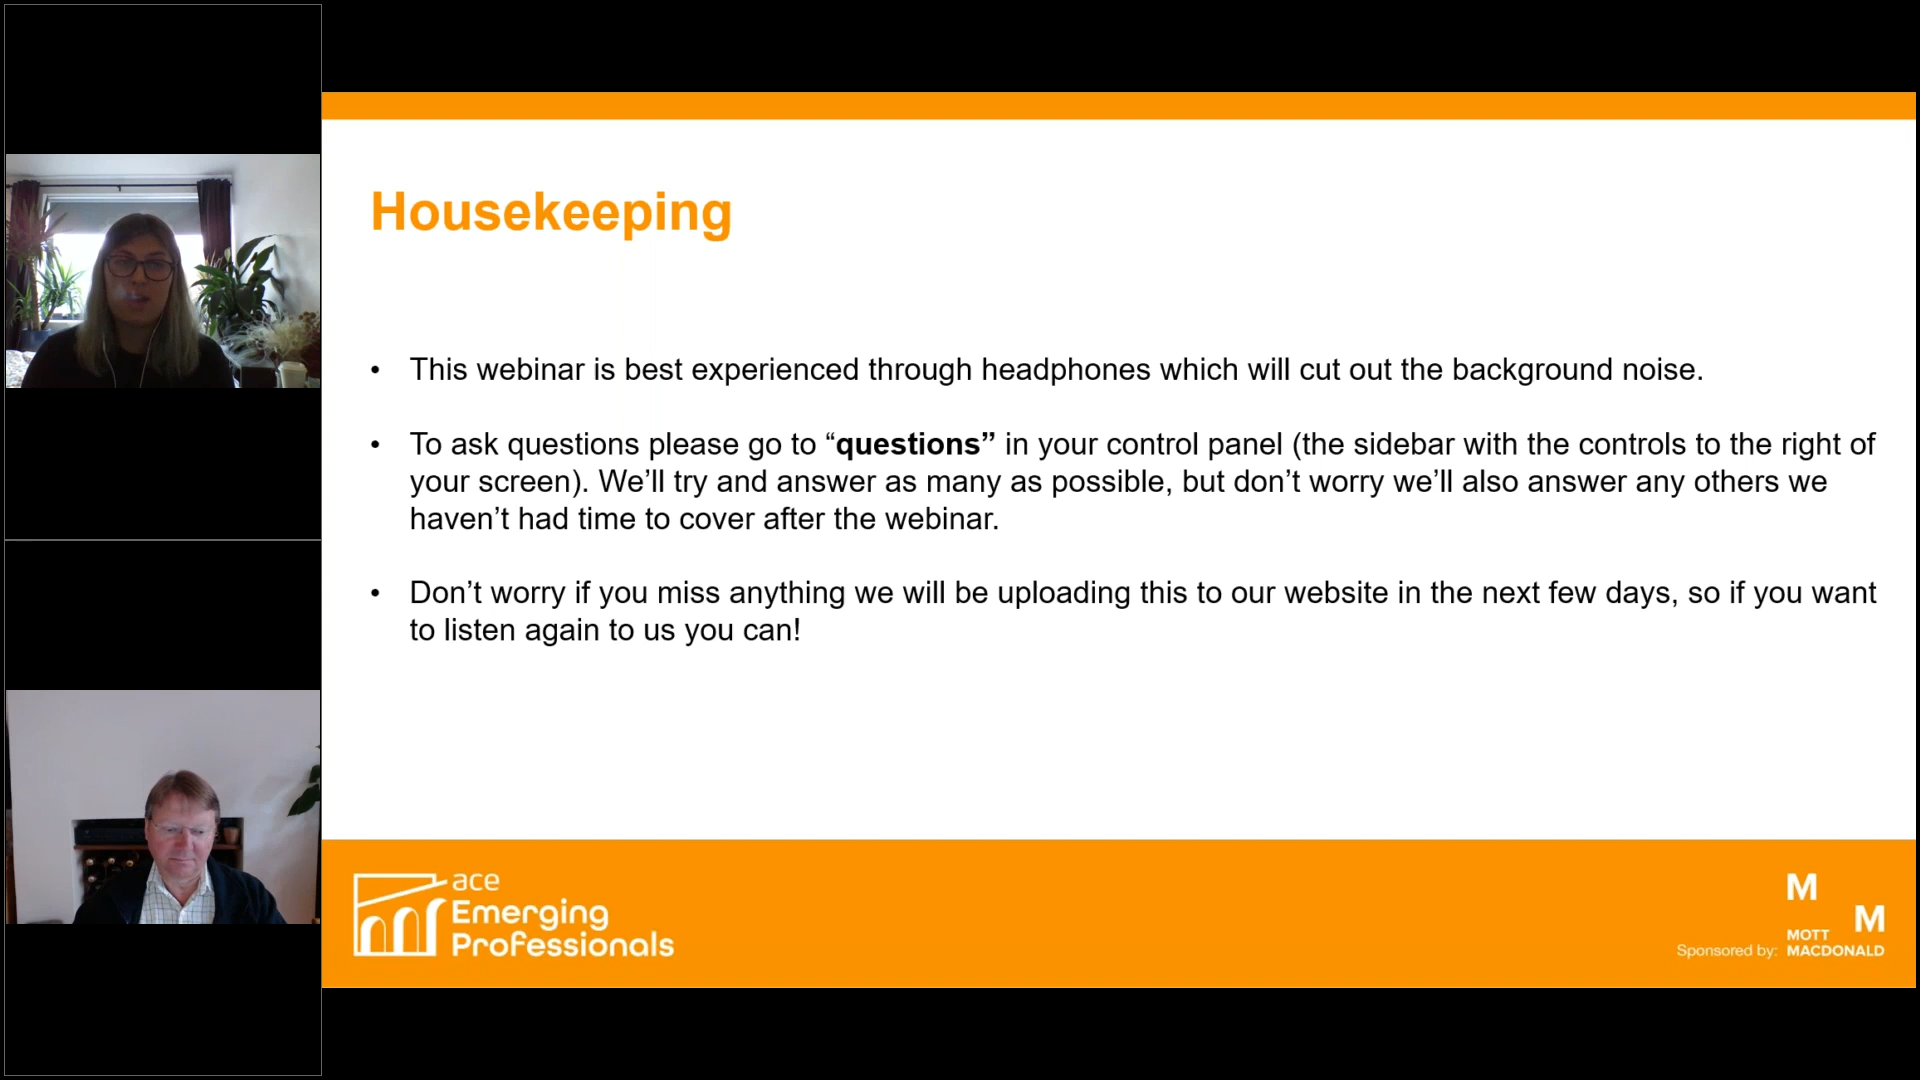 Housekeeping
• This webinar is best experienced through headphones which will cut out the background noise.
• To ask questions please go to “questions” in your control panel (the sidebar with the controls to the right of
your screen). We’ll try and answer as many as possible, but don’t worry we’ll also answer any others we
haven’t had time to cover after the webinar.
• Don’t worry if you miss anything we will be uploading this to our website in the next few days, so if you want
to listen again to us you can!
ace
Emerging
Professionals
M
M
Sponsored by: MOTT
MACDONALD